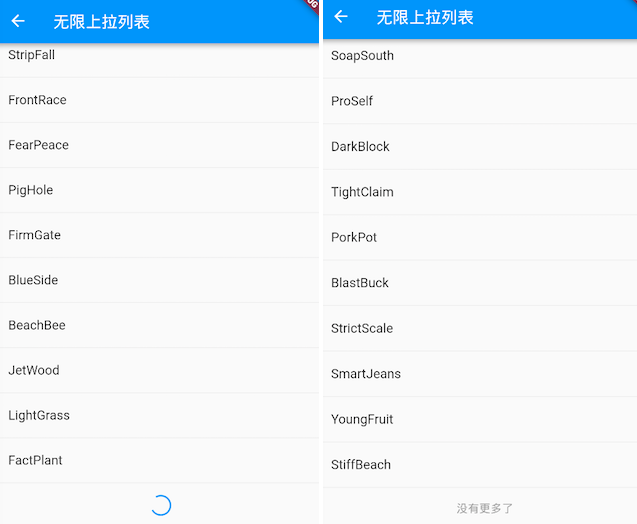 无限上拉列表
StripFall
FrontRace
FearPeace
PigHole
FirmGate
BlueSide
BeachBee
JetWood
LightGrass
FactPlant
无限上拉列表
SoapSouth
ProSelf
DarkBlock
TightClaim
PorkPot
BlastBuck
StrictScale
SmartJeans
YoungFruit
StiffBeach
没有更多了